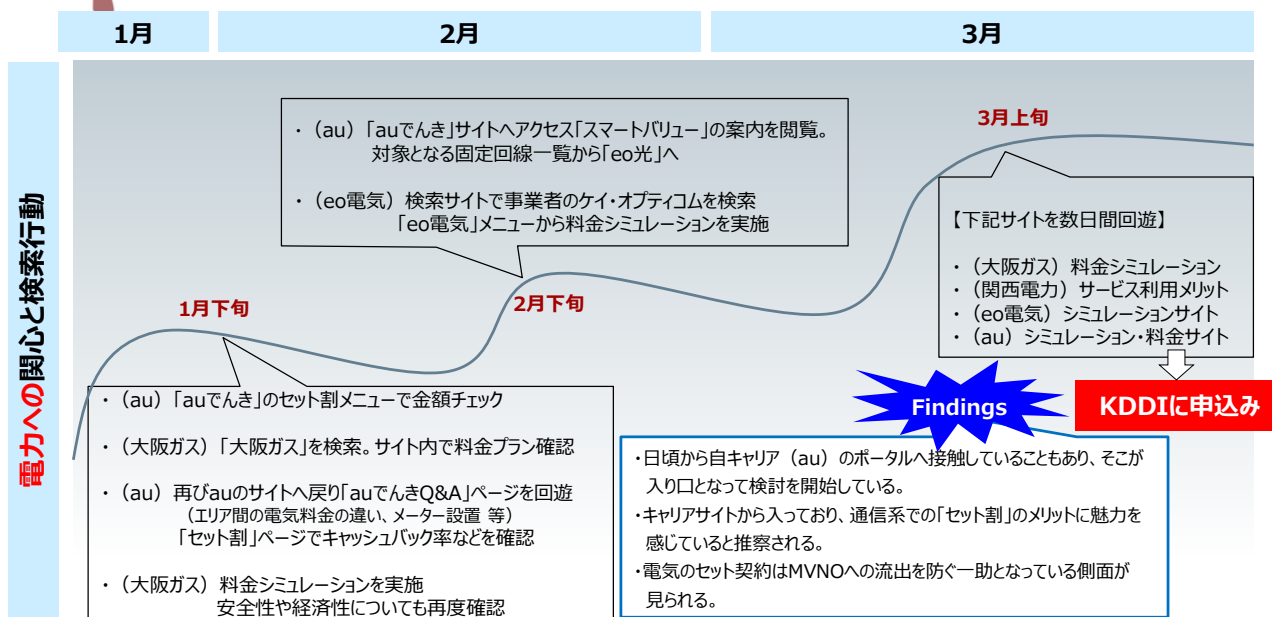 1月
2月
3月
電力への関心と検索行動
・（au）「auでんき」サイトへアクセス「スマートバリュー」の案内を閲覧。
対象となる固定回線一覧から「eo光」へ
・（eo電気）検索サイトで事業者のケイ・オプティコムを検索
「eo電気」メニューから料金シミュレーションを実施
3月上旬
【下記サイトを数日間回遊】
・（大阪ガス）料金シミュレーション
・（関西電力）サービス利用メリット
・（eo電気）シミュレーションサイト
・（au）シミュレーション・料金サイト
1月下旬
2月下旬
・（au）「auでんき」のセット割メニューで金額チェック
・（大阪ガス）「大阪ガス」を検索。サイト内で料金プラン確認
・（au）再びauのサイトへ戻り「auでんきQ&A」ページを回遊
（エリア間の電気料金の違い、メーター設置 等）
「セット割」ページでキャッシュバック率などを確認
・（大阪ガス）料金シミュレーションを実施
安全性や経済性についても再度確認
Findings
KDDIに申込み
・日頃から自キャリア（au）のポータルへ接触していることもあり、そこが
入り口となって検討を開始している。
・キャリアサイトから入っており、通信系での「セット割」のメリットに魅力を
感じていると推察される。
・電気のセット契約はMVNOへの流出を防ぐ一助となっている側面が
見られる。